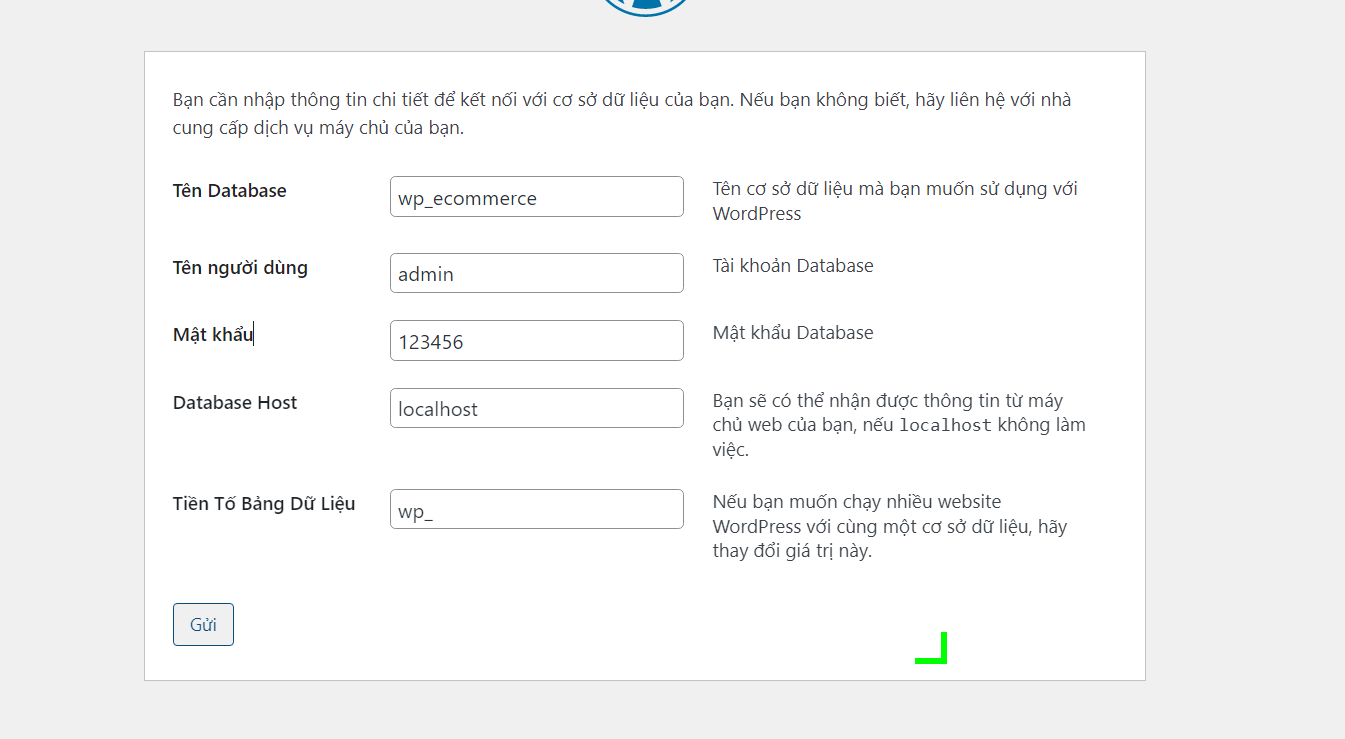 Bạn cần nhập thông tin chi tiết để kết nối với cơ sở dữ liệu của bạn. Nếu bạn không biết, hãy liên hệ với nhà
cung cấp dịch vụ máy chủ của bạn.
Tên Database
wp_ecommerce
Tên cơ sở dữ liệu mà bạn muốn sử dụng với
WordPress
Tên người dùng
admin
Tài khoản Database
Mật khẩu
123456
Mật khẩu Database
Database Host
localhost
Bạn sẽ có thể nhận được thông tin từ máy
chủ web của bạn, nếu localhost không làm
việc.
Tiền Tố Bảng Dữ Liệu
wp_
Nếu bạn muốn chạy nhiều website
WordPress với cùng một cơ sở dữ liệu, hãy
thay đổi giá trị này.
Gửi